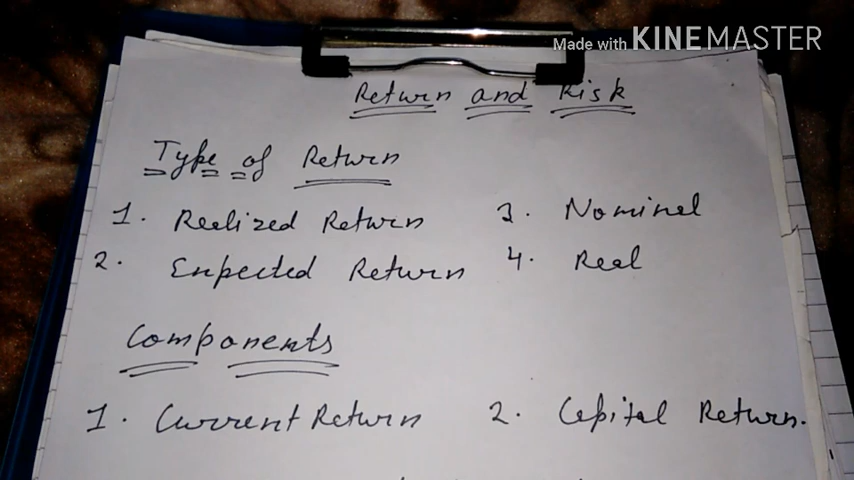 Made with KINEMASTER
Return and Risk
Type of Return
1. Realized Return 3. Nominal
2. Expected Return 4. Real
Components
1. Current Return 2. Capital Return.